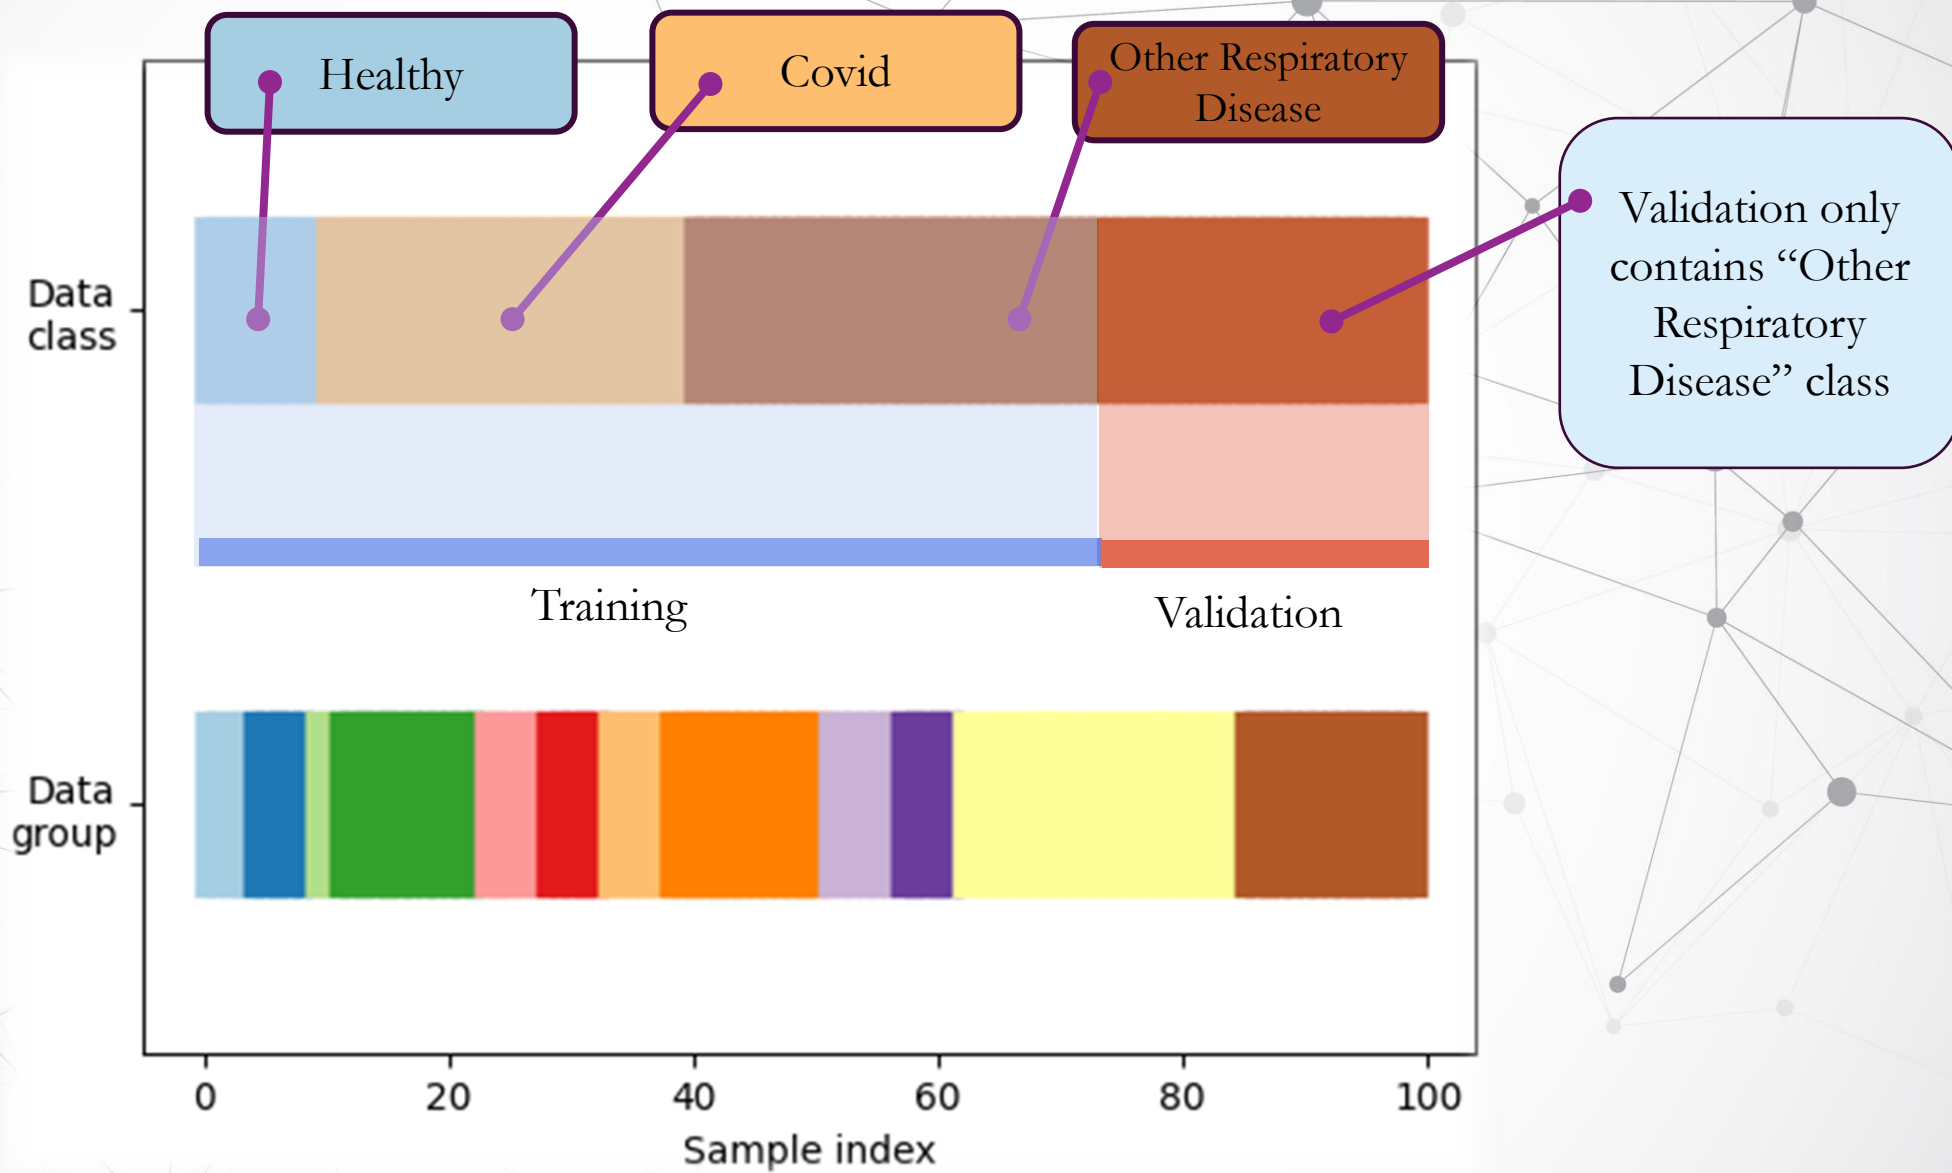 Healthy
Covid
Other Respiratory
Disease
Validation only
contains “Other
Respiratory
Disease” class
Data
class
Training
Validation
Data
group
0 20 40 60 80 100
Sample index